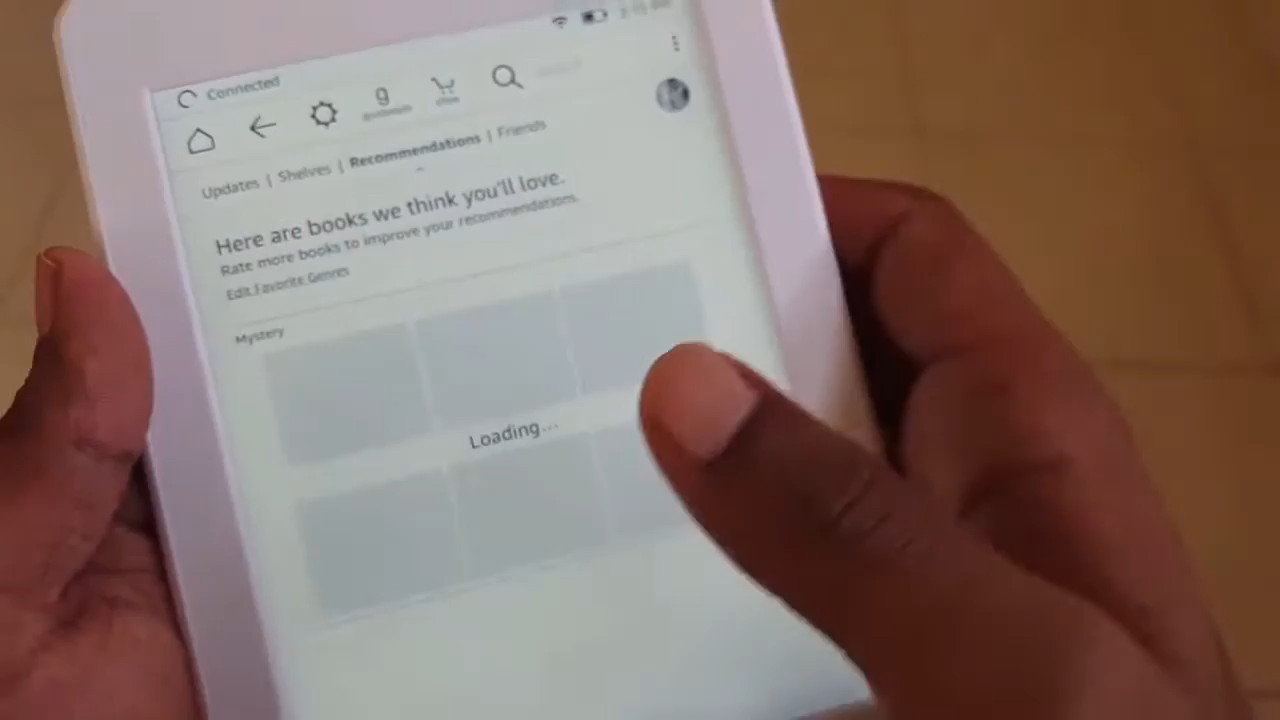 Connected
g
Updates | Shelves | Recommendations | Friends
Here are books we think you'll love.
Rate more books to improve your recommendations.
Edit Favorite Genres
Mystery
Loading...